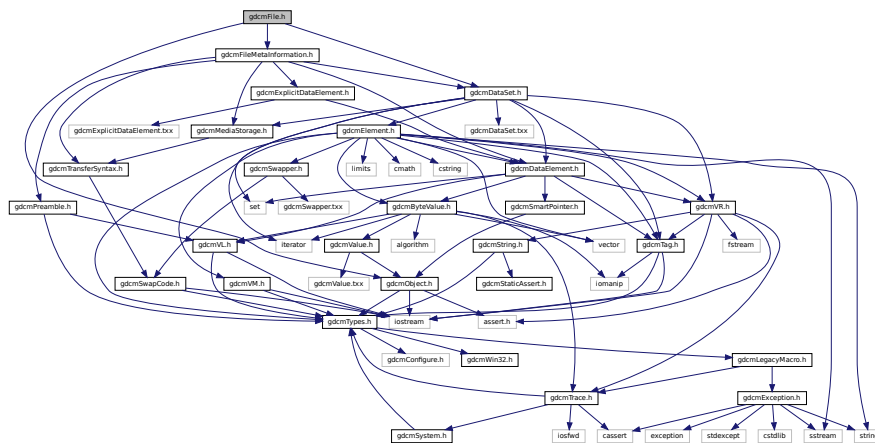 gdcmFile.h
gdcmFileMetaInformation.h
gdcmExplicitDataElement.h
gdcmDataSet.h
gdcmExplicitDataElement.txx
gdcmMediaStorage.h
gdcmElement.h
gdcmDataSet.txx
gdcmTransferSyntax.h
gdcmSwapper.h
limits
cmath
cstring
gdcmDataElement.h
gdcmPreamble.h
set
gdcmSwapper.txx
gdcmByteValue.h
gdcmSmartPointer.h
gdcmVR.h
gdcmVL.h
iterator
gdcmValue.h
algorithm
gdcmString.h
vector
gdcmTag.h
fstream
gdcmSwapCode.h
gdcmVM.h
gdcmValue.txx
gdcmObject.h
gdcmStaticAssert.h
iomanip
gdcmTypes.h
iostream
assert.h
gdcmConfigure.h
gdcmWin32.h
gdcmLegacyMacro.h
gdcmTrace.h
gdcmException.h
gdcmSystem.h
iosfwd
cassert
exception
stdexcept
cstdlib
sstream